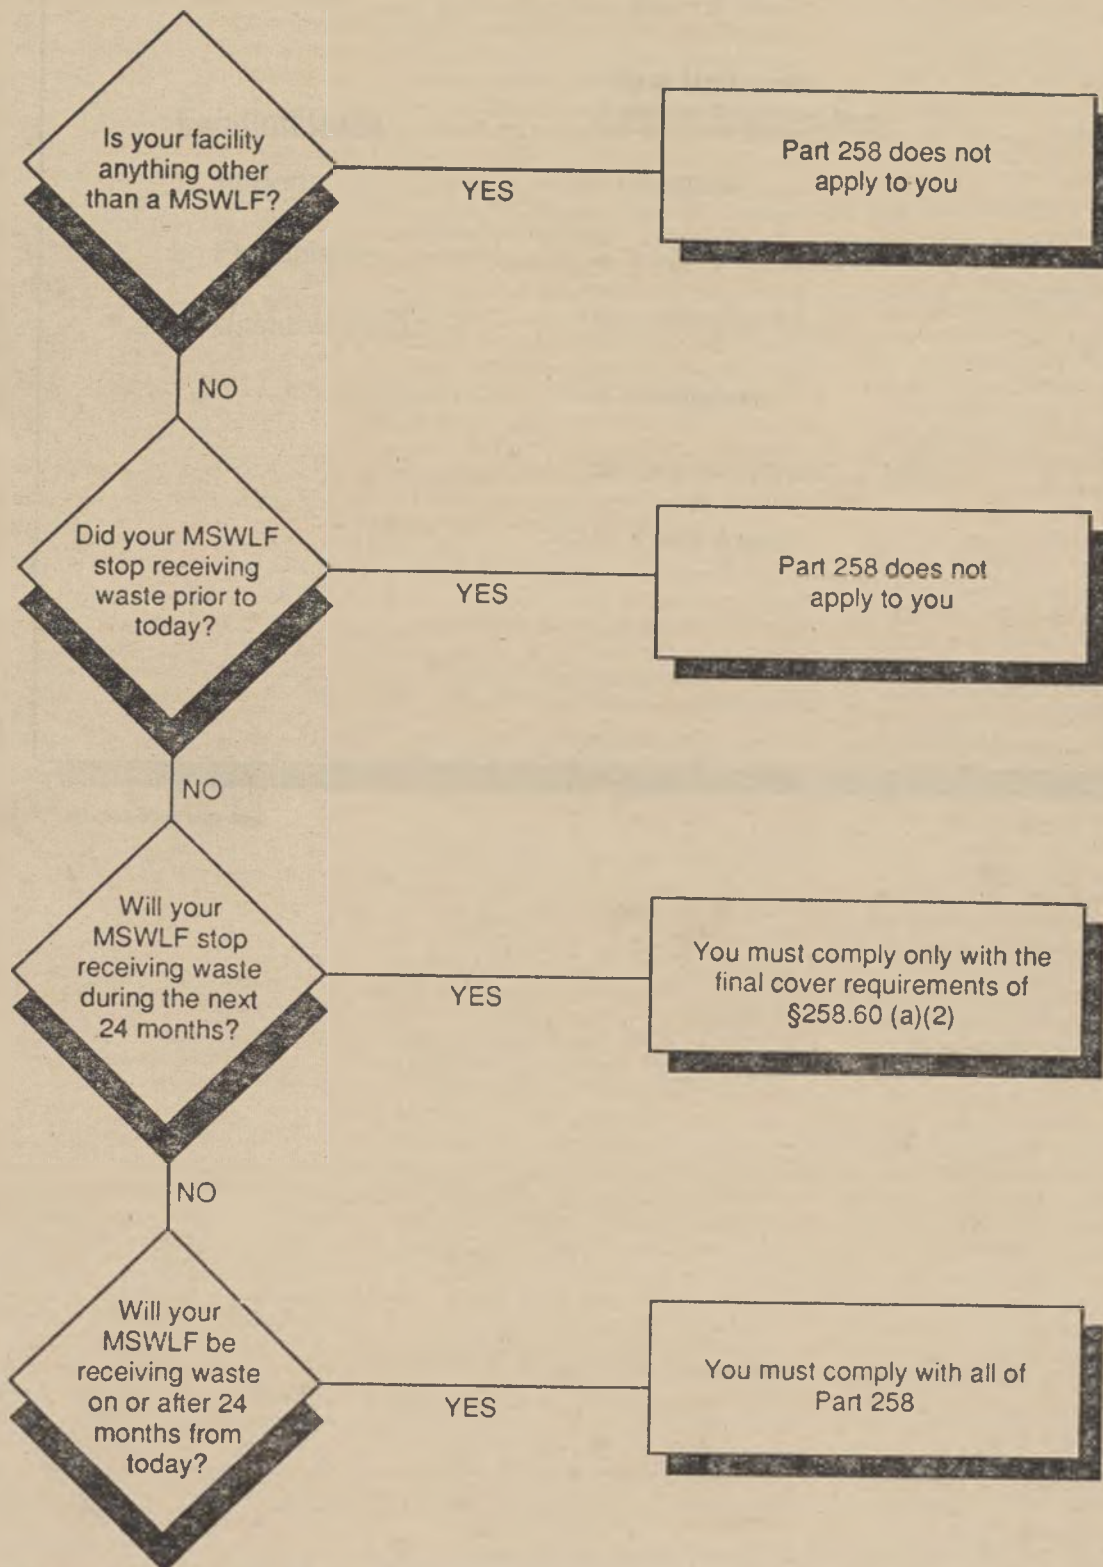 Is your facility
anything other
than a MSWLF?
YES
Part 258 does not
apply to you
NO
Did your MSWLF
stop receiving
waste prior to
today?
YES
Part 258 does not
apply to you
NO
Will your
MSWLF stop
receiving waste
during the next
24 months?
YES
You must comply only with the
final cover requirements of
§258.60 (a)(2)
NO
Will your
MSWLF be
receiving waste
on or after 24
months from
today?
YES
You must comply with all of
Part 258